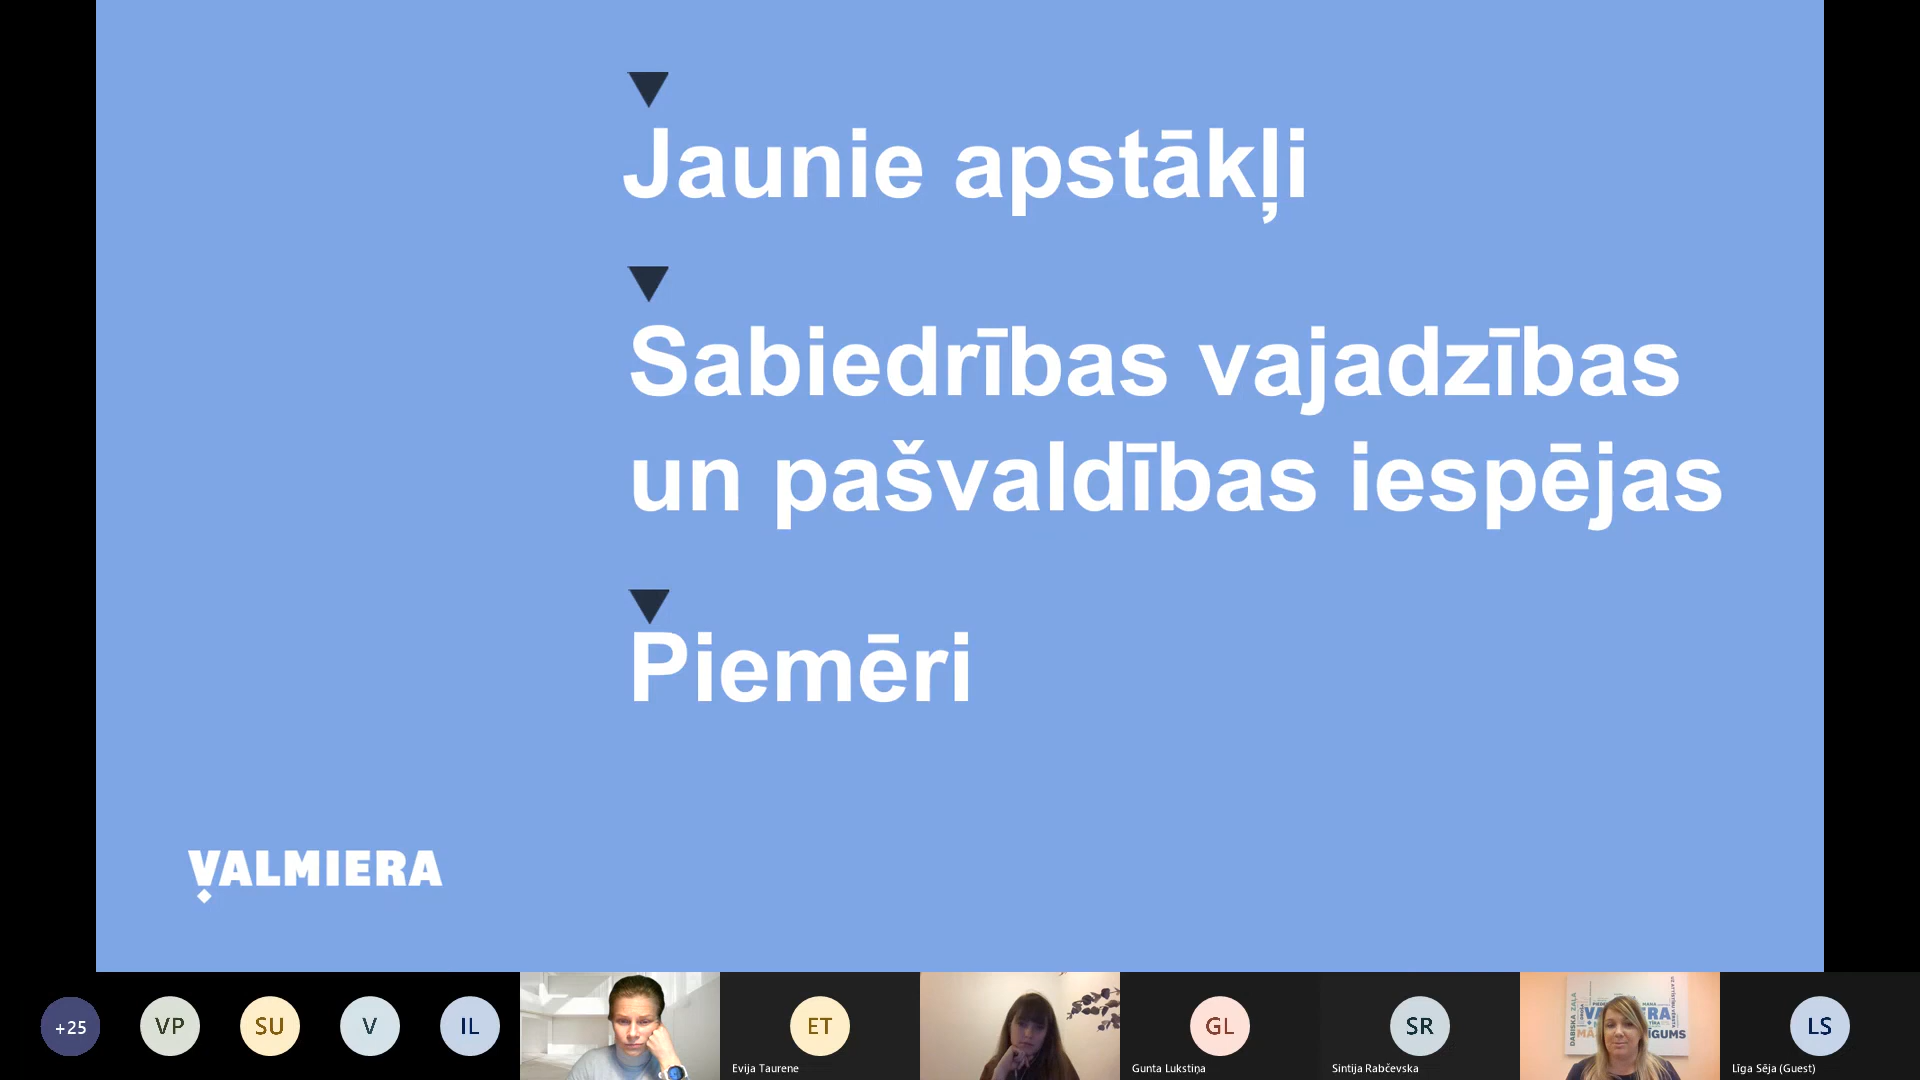 Jaunie apstākļi
Sabiedrības vajadzības
un pašvaldības iespējas
Piemēri
VALMIERA
+25
VP
SU
V
IL
ET
Evija Taurene
GL
Gunta Lukstiņa
SR
Sintija Rabčevska
VALMIERA
LS
Līga Sēja (Guest)